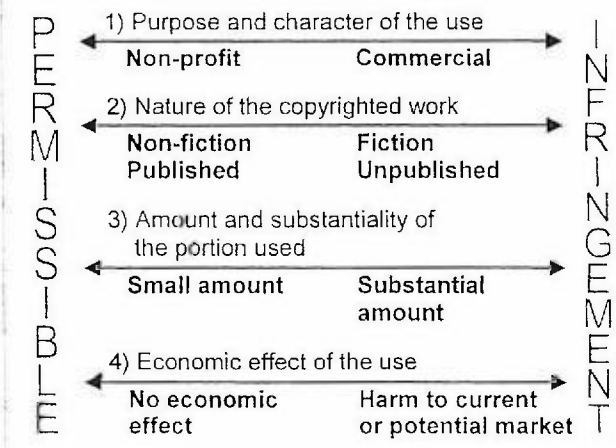 PERMISSIBLE
1) Purpose and character of the use
Non-profit Commercial
2) Nature of the copyrighted work
Non-fiction Fiction
Published Unpublished
3) Amount and substantiality of
the portion used
Small amount Substantial
amount
4) Economic effect of the use
No economic Harm to current
effect or potential market
INFRINGEMENT